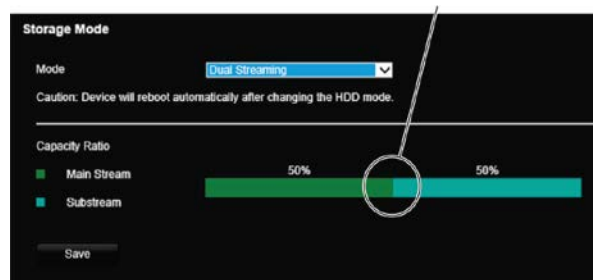 Storage Mode
Mode
Dual Streaming
Caution: Device will reboot automatically after changing the HDD mode.
Capacity Ratio
Main Stream 50% 50%
Substream
Save